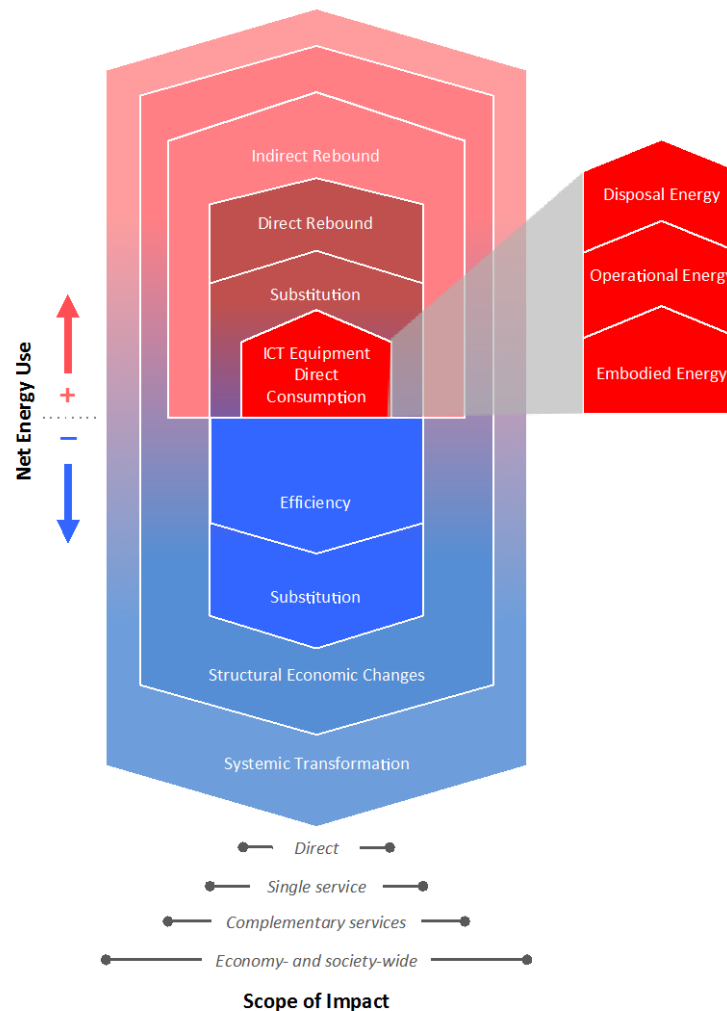 Indirect Rebound
Disposal Energy
Direct Rebound
Operational Energy
Substitution
ICT Equipment
Direct
Consumption
Embodied Energy
Net Energy Use
+
−
Efficiency
Substitution
Structural Economic Changes
Systemic Transformation
Direct
Single service
Complementary services
Economy- and society-wide
Scope of Impact